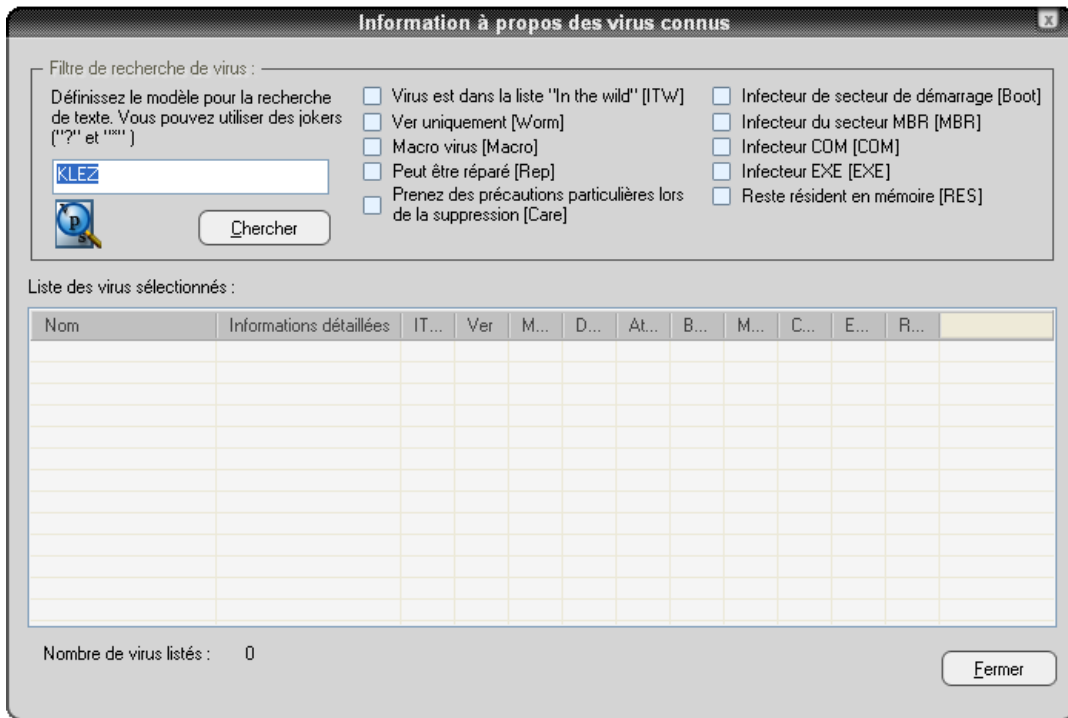 Information à propos des virus connus
Filtre de recherche de virus :
Définissez le modèle pour la recherche
de texte. Vous pouvez utiliser des jokers
("?" et "*" )
KLEZ
Chercher
Virus est dans la liste "In the wild" [ITW]
Ver uniquement [Worm]
Macro virus [Macro]
Peut être réparé [Rep]
Prenez des précautions particulières lors
de la suppression [Care]
Infecteur de secteur de démarrage [Boot]
Infecteur du secteur MBR [MBR]
Infecteur COM [COM]
Infecteur EXE [EXE]
Reste résident en mémoire [RES]
Liste des virus sélectionnés :
Nom Informations détaillées IT... Ver M... D... At... B... M... C... E... R...
Nombre de virus listés : 0
Fermer